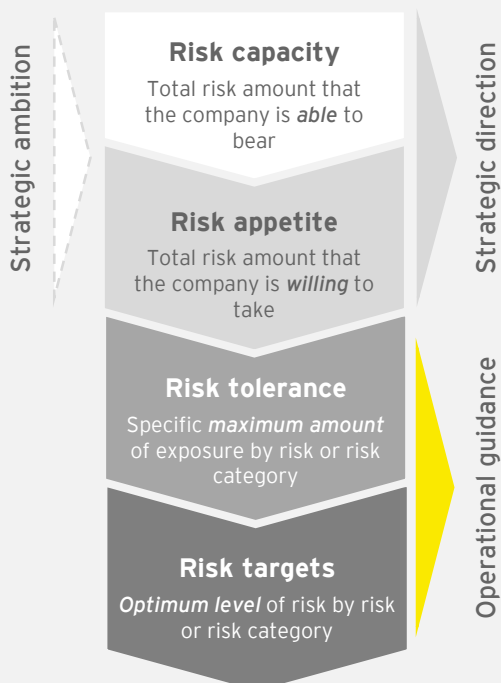 Strategic ambition
Risk capacity
Total risk amount that
the company is able to
bear
Risk appetite
Total risk amount that
the company is willing to
take
Strategic direction
Risk tolerance
Specific maximum amount
of exposure by risk or risk
category
Risk targets
Optimum level of risk by risk
or risk category
Operational guidance